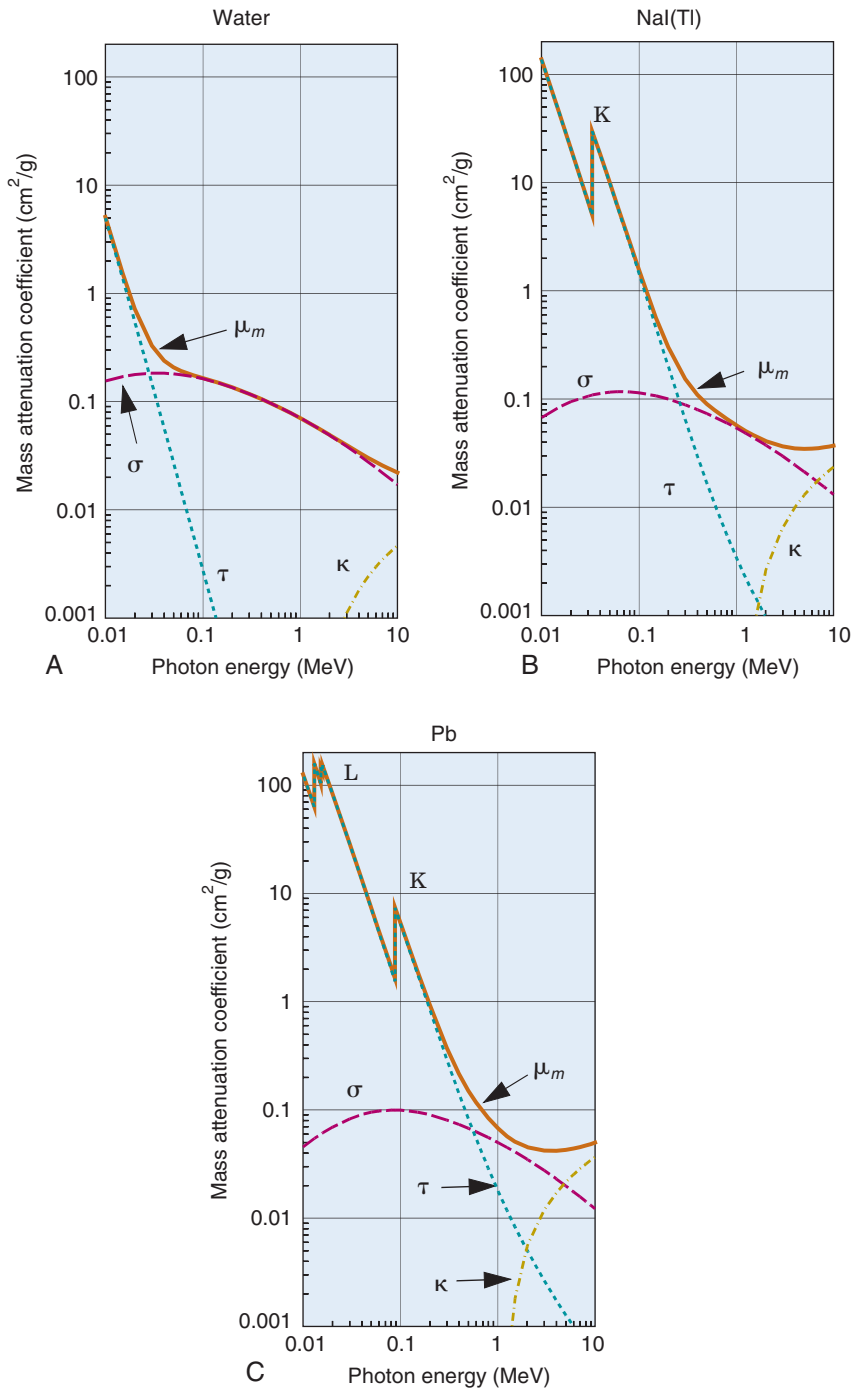 Water
Mass attenuation coefficient (cm²/g)
100
10
1
0.1
0.01
0.001
μm
σ
τ
κ
0.01 0.1 1 10
A
Photon energy (MeV)
NaI(Tl)
Mass attenuation coefficient (cm²/g)
100
10
1
0.1
0.01
0.001
K
μm
σ
τ
κ
0.01 0.1 1 10
B
Photon energy (MeV)
Pb
Mass attenuation coefficient (cm²/g)
100
10
1
0.1
0.01
0.001
L
K
μm
σ
τ
κ
0.01 0.1 1 10
C
Photon energy (MeV)